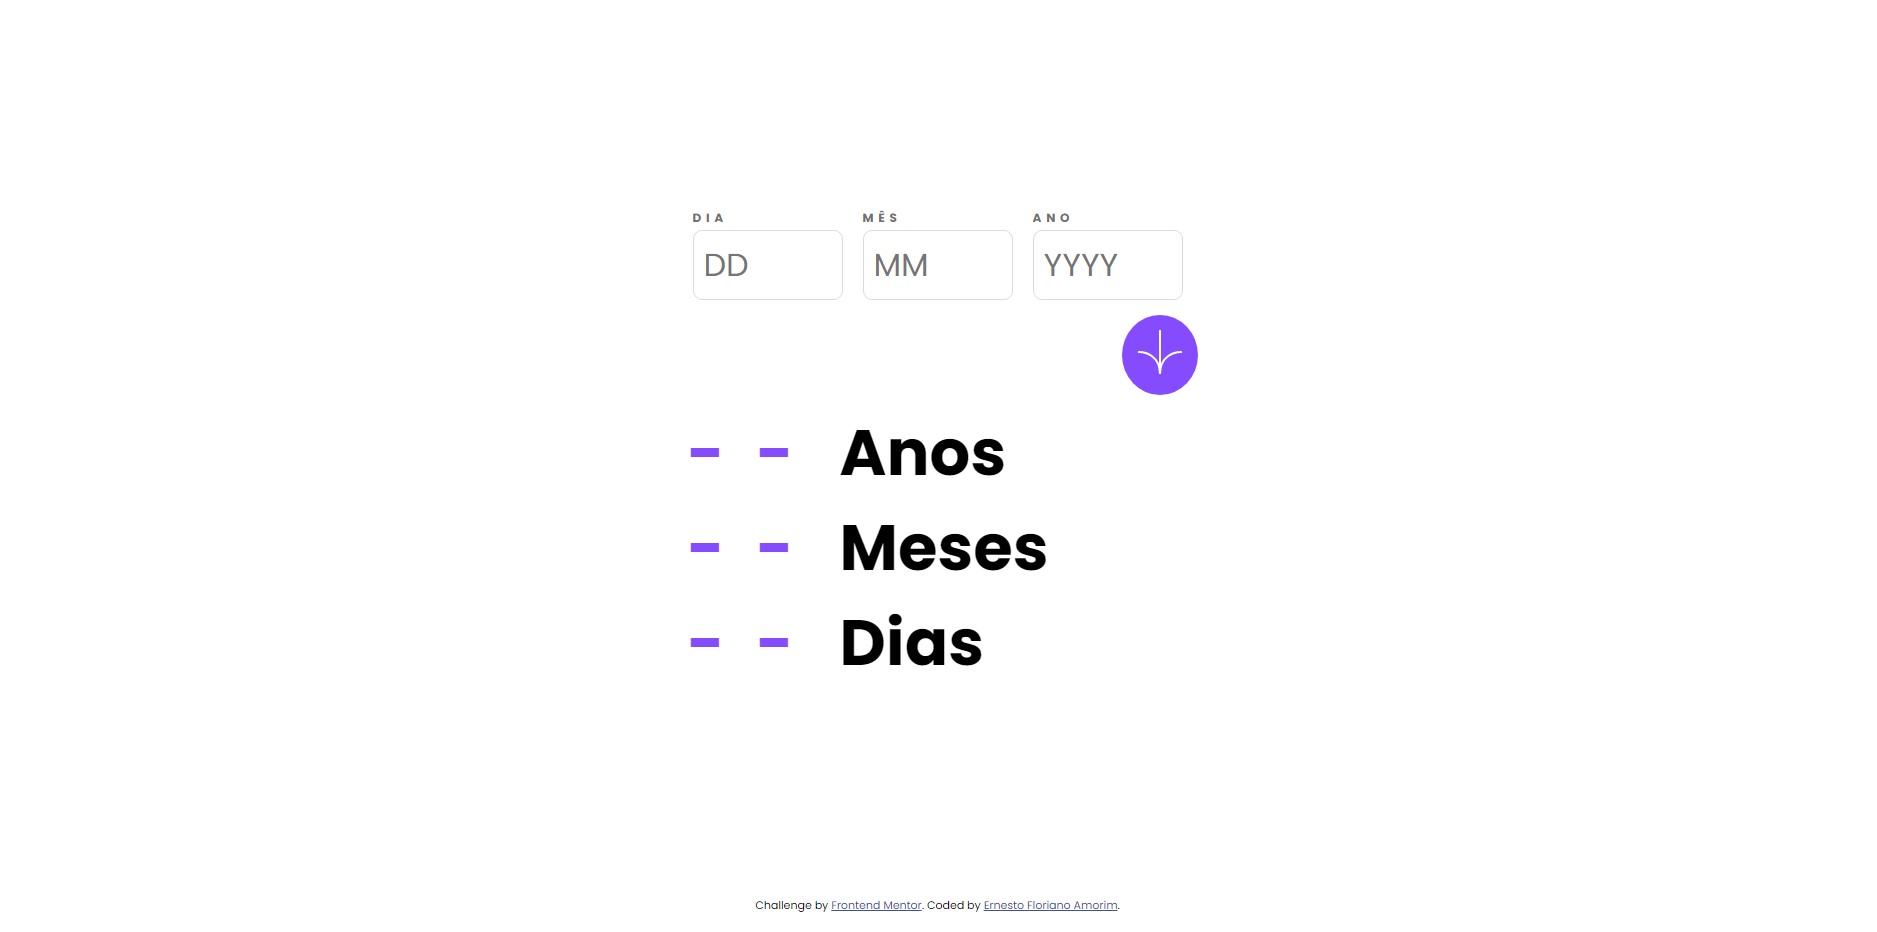 DIA MÊS ANO
DD MM YYYY
- - Anos
- - Meses
- - Dias
Challenge by Frontend Mentor. Coded by Ernesto Floriano Amorim.